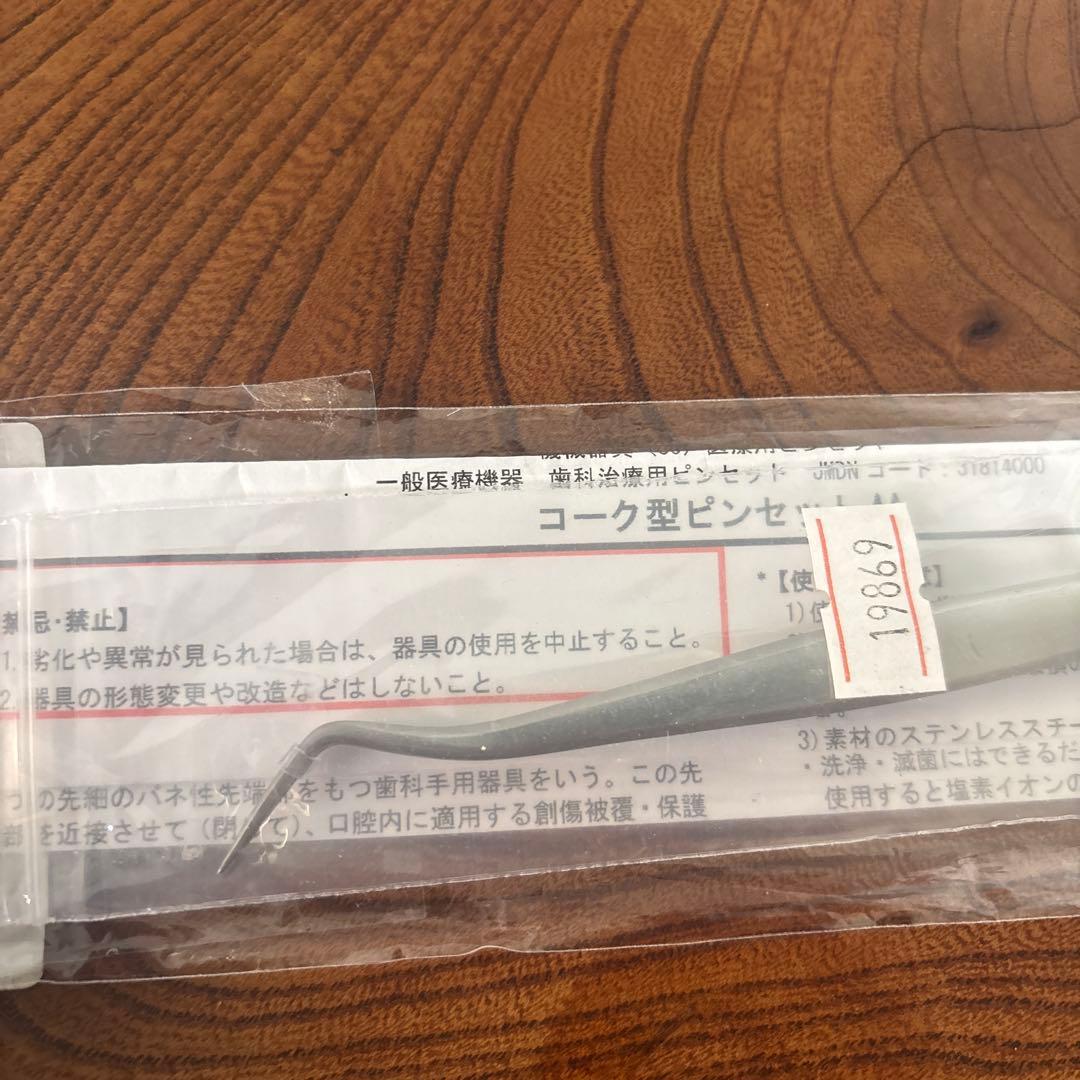 一般医療機器 歯科治療用ピンセット JMDNコード：31814000
コーク型ピンセット
19869
禁忌・禁止】
1. 劣化や異常が見られた場合は、器具の使用を中止すること。
2. 器具の形態変更や改造などはしないこと。
の先細のバネ性先端部をもつ歯科手用器具をいう。この先
部を近接させて（閉じて）、口腔内に適用する創傷被覆・保護
*【使
1)使
3)素材のステンレススチー
・洗浄・滅菌にはできるだ
使用すると塩素イオンの